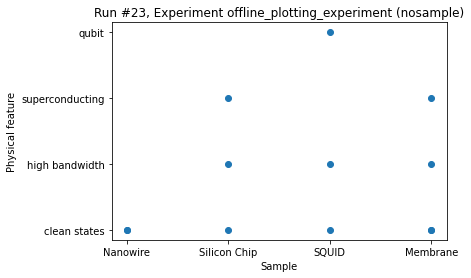 Run #23, Experiment offline_plotting_experiment (nosample)
qubit
superconducting
high bandwidth
clean states
Physical feature
Nanowire
Silicon Chip
SQUID
Membrane
Sample